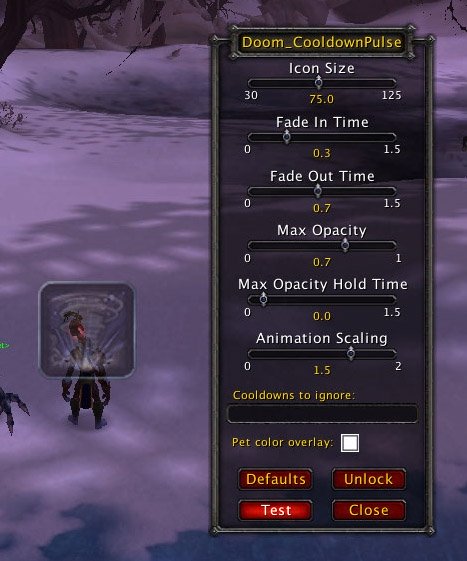 Doom_CooldownPulse
Icon Size
30 75.0 125
Fade In Time
0 0.3 1.5
Fade Out Time
0 0.7 1.5
Max Opacity
0 0.7 1
Max Opacity Hold Time
0 0.0 1.5
Animation Scaling
0 1.5 2
Cooldowns to ignore:
Pet color overlay:
Defaults Unlock
Test Close